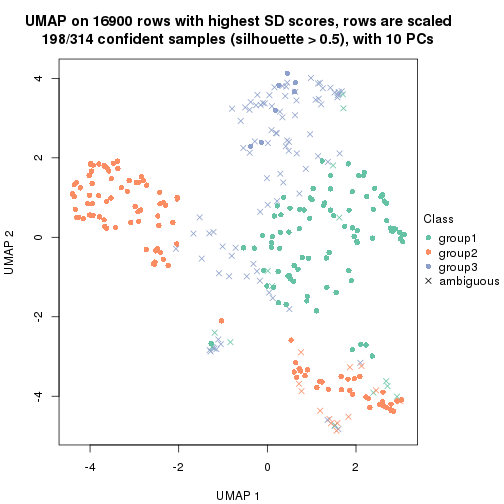 UMAP on 16900 rows with highest SD scores, rows are scaled
198/314 confident samples (silhouette > 0.5), with 10 PCs
4
2
0
-2
-4
UMAP 2
-4 -2 0 2
UMAP 1
Class
group1
group2
group3
ambiguous